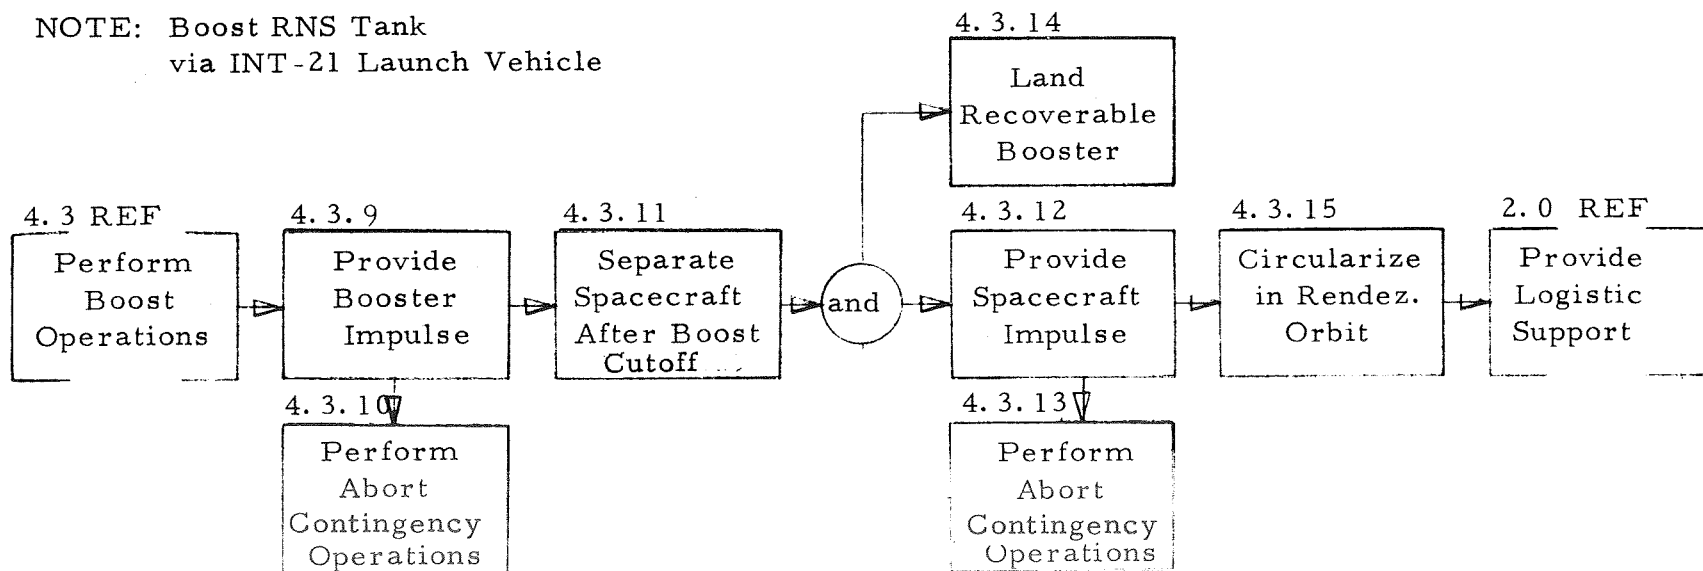 NOTE: Boost RNS Tank
via INT-21 Launch Vehicle
4.3.14
Land
Recoverable
Booster
4.3 REF
Perform
Boost
Operations
4.3.9
Provide
Booster
Impulse
4.3.10
Perform
Abort
Contingency
Operations
4.3.11
Separate
Spacecraft
After Boost
Cutoff
and
4.3.12
Provide
Spacecraft
Impulse
4.3.13
Perform
Abort
Contingency
Operations
4.3.15
Circularize
in Rendez.
Orbit
2.0 REF
Provide
Logistic
Support